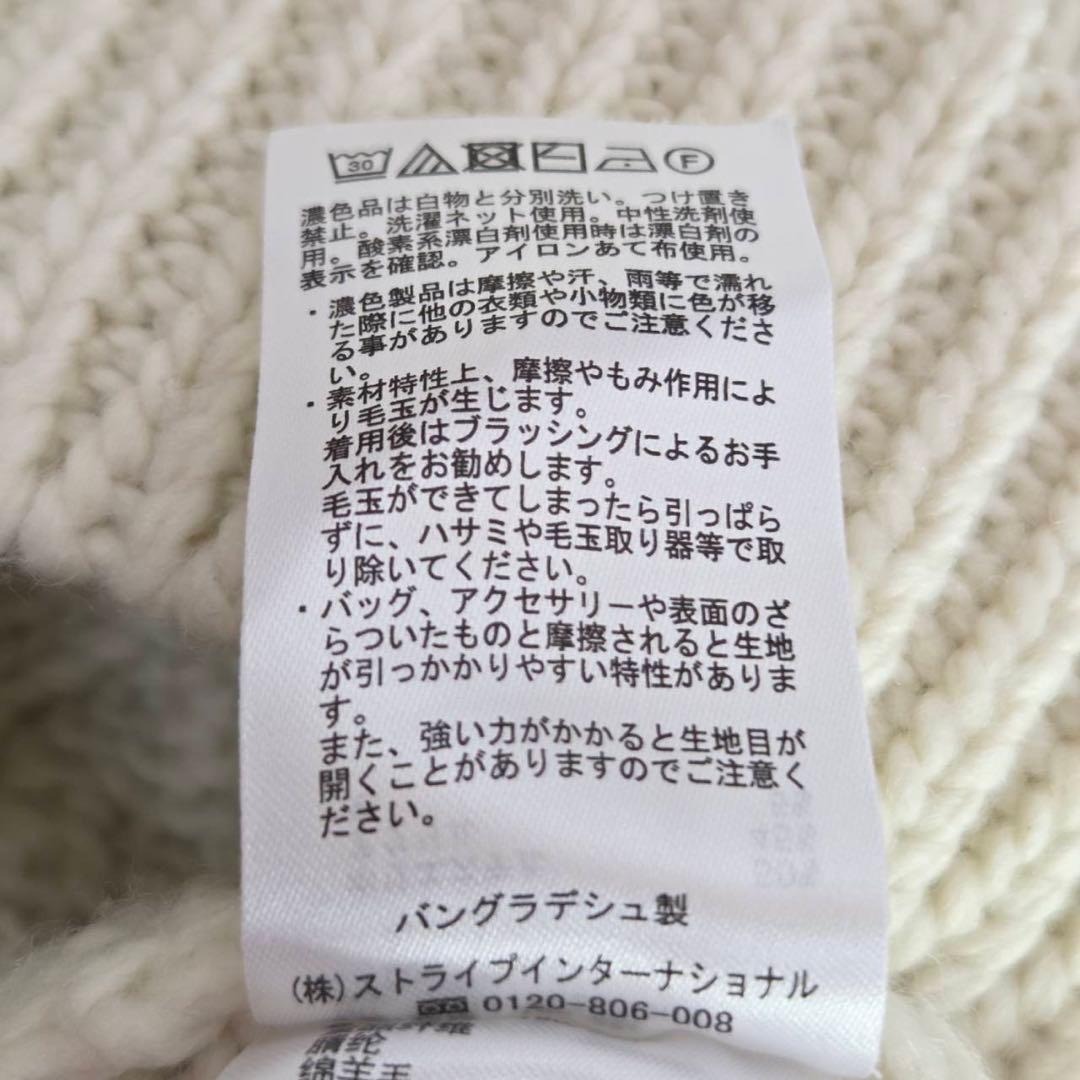 30 F
濃色品は白物と分別洗い。つけ置き
禁止。洗濯ネット使用。中性洗剤使
用。酸素系漂白剤使用時は漂白剤の
表示を確認。アイロンあて布使用。
・濃色製品は摩擦や汗、雨等で濡れ
た際に他の衣類や小物類に色が移
る事がありますのでご注意くださ
い。
・素材特性上、摩擦やもみ作用によ
り毛玉が生じます。
着用後はブラッシングによるお手
入れをお勧めします。
毛玉ができてしまったら引っぱら
ずに、ハサミや毛玉取り器等で取
り除いてください。
・バッグ、アクセサリーや表面のざ
らついたものと摩擦されると生地
が引っかかりやすい特性がありま
す。
また、強い力がかかると生地目が
開くことがありますのでご注意く
ださい。
バングラデシュ製
(株)ストライプインターナショナル
0120-806-008
腈纶
绵羊毛